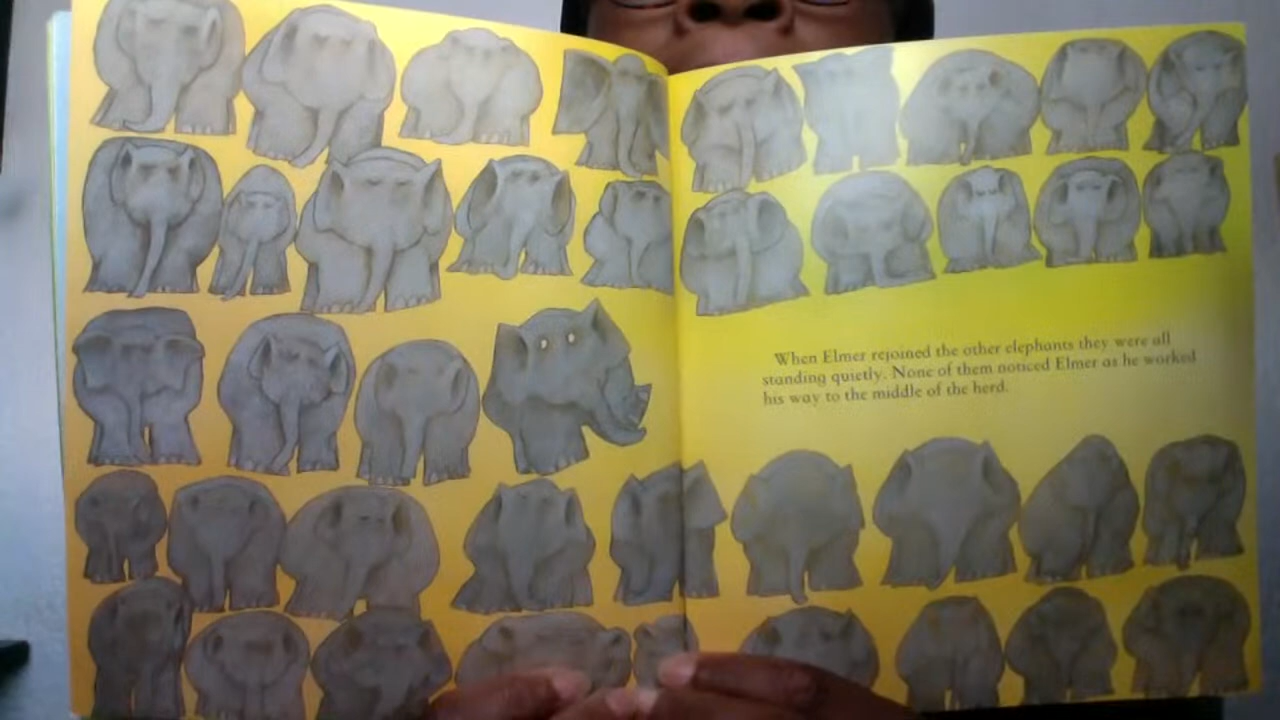 When Elmer rejoined the other elephants they were all
standing quietly. None of them noticed Elmer as he worked
his way to the middle of the herd.